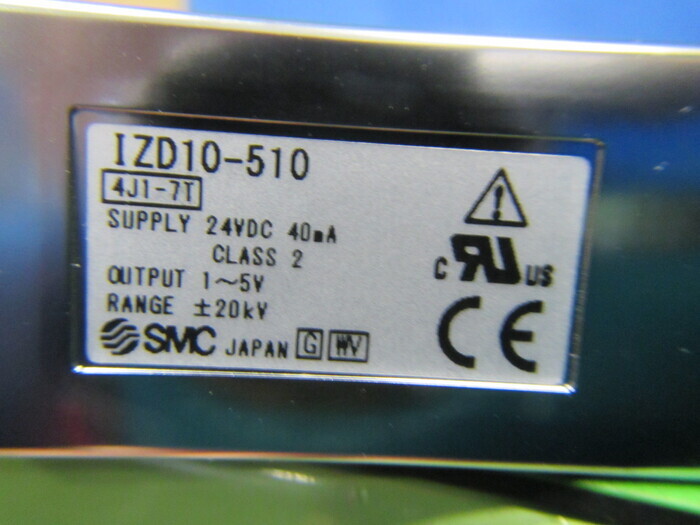 IZD10-510
4J1-7T
SUPPLY 24VDC 40mA
CLASS 2
OUTPUT 1～5V
RANGE ±20kV
SMC JAPAN G WV
C RU US
CE